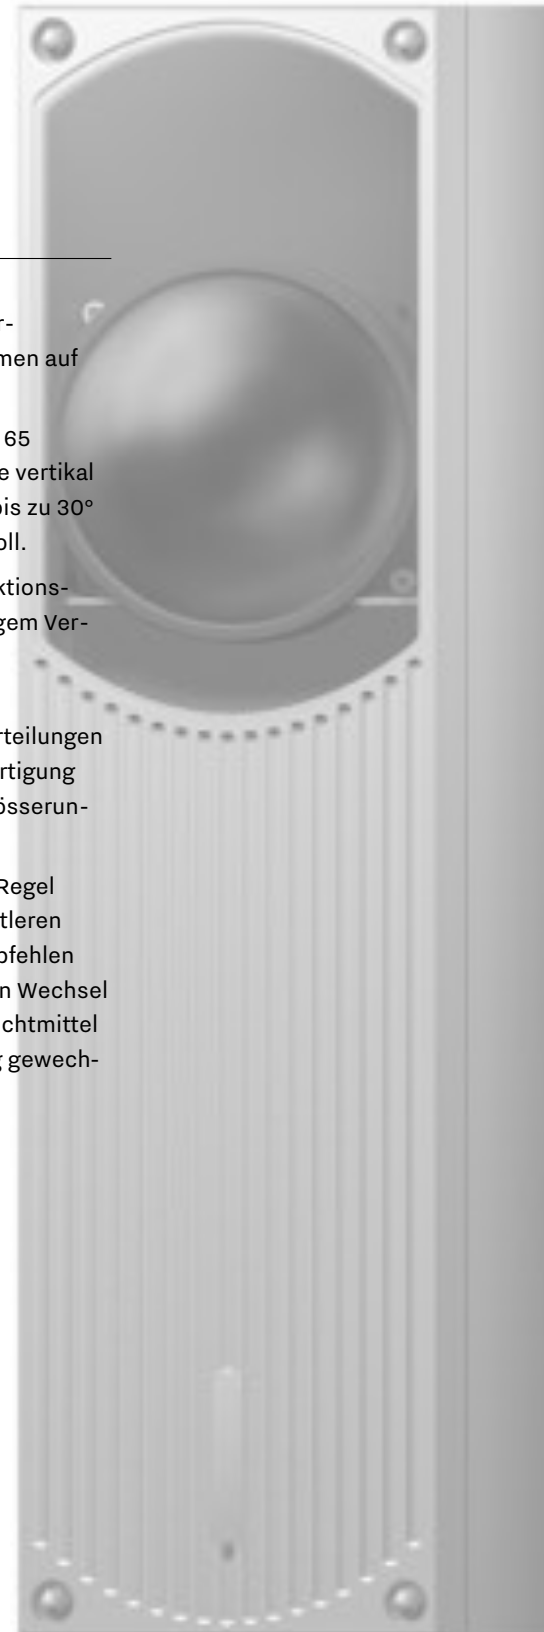 r-
men auf
65
e vertikal
bis zu 30°
oll.
ktions-
gem Ver-
rteilungen
rtigung
össerun-
Regel
tleren
pfehlen
n Wechsel
chtmittel
g gewech-